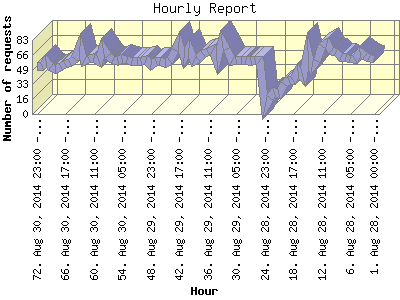 Hourly Report
Number of requests
83
66
49
33
16
0
72. Aug 30, 2014 23:00 -...
66. Aug 30, 2014 17:00 -...
60. Aug 30, 2014 11:00 -...
54. Aug 30, 2014 05:00 -...
48. Aug 29, 2014 23:00 -...
42. Aug 29, 2014 17:00 -...
36. Aug 29, 2014 11:00 -...
30. Aug 29, 2014 05:00 -...
24. Aug 28, 2014 23:00 -...
18. Aug 28, 2014 17:00 -...
12. Aug 28, 2014 11:00 -...
6. Aug 28, 2014 05:00 -...
1. Aug 28, 2014 00:00 -...
Hour